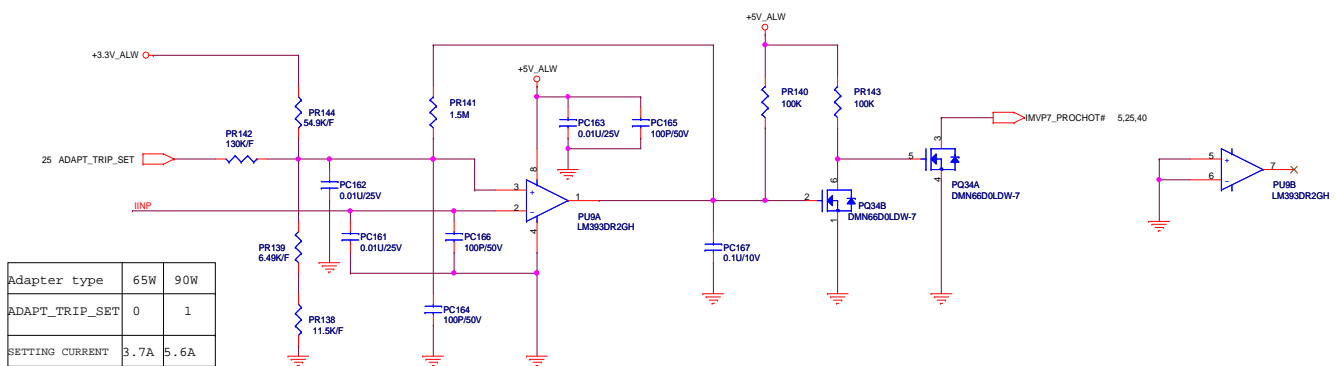 +5V_ALW
+3.3V_ALW
+5V_ALW
PR144
54.9K/F
PR141
1.5M
PC163
0.01U/25V
PC165
100P/50V
PR140
100K
PR143
100K
IMVP7_PROCHOT# 5,25,40
PR142
130K/F
25 ADAPT_TRIP_SET
8
3
+
2
-
1
4
PU9A
LM393DR2GH
PC162
0.01U/25V
IINP
PC161
0.01U/25V
PC166
100P/50V
3
5
4
PQ34A
DMN66D0LDW-7
6
2
1
PQ34B
DMN66D0LDW-7
5
+
6
-
7
PU9B
LM393DR2GH
PR139
6.49K/F
PC167
0.1U/10V
PC164
100P/50V
PR138
11.5K/F
Adapter type 65W 90W
ADAPT_TRIP_SET 0 1
SETTING CURRENT 3.7A 5.6A